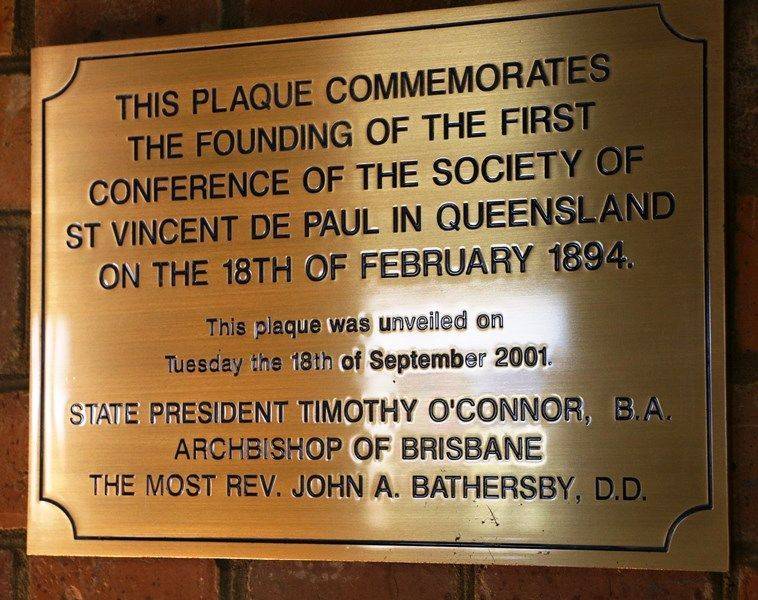 THIS PLAQUE COMMEMORATES
THE FOUNDING OF THE FIRST
CONFERENCE OF THE SOCIETY OF
ST VINCENT DE PAUL IN QUEENSLAND
ON THE 18TH OF FEBRUARY 1894.
This plaque was unveiled on
Tuesday the 18th of September 2001.
STATE PRESIDENT TIMOTHY O'CONNOR, B.A.
ARCHBISHOP OF BRISBANE
THE MOST REV. JOHN A. BATHERSBY, D.D.